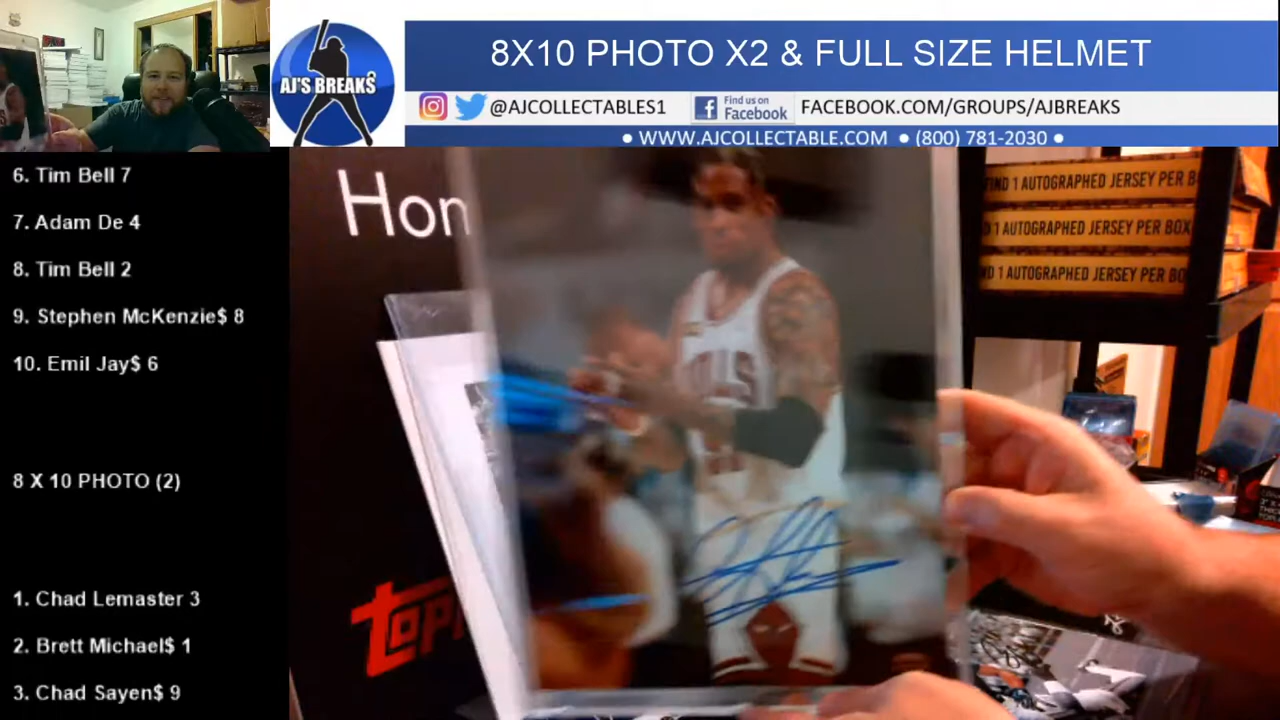 AJ'S BREAKS
8X10 PHOTO X2 & FULL SIZE HELMET
@AJCOLLECTABLES1
Find us on
Facebook
FACEBOOK.COM/GROUPS/AJBREAKS
● WWW.AJCOLLECTABLE.COM ● (800) 781-2030 ●
6. Tim Bell 7
7. Adam De 4
8. Tim Bell 2
9. Stephen McKenzie$ 8
10. Emil Jay$ 6
8 X 10 PHOTO (2)
1. Chad Lemaster 3
2. Brett Michael$ 1
3. Chad Sayen$ 9
Hon
TOPP
FIND 1 AUTOGRAPHED JERSEY PER B
D 1 AUTOGRAPHED JERSEY PER BOX
ND 1 AUTOGRAPHED JERSEY PER BO